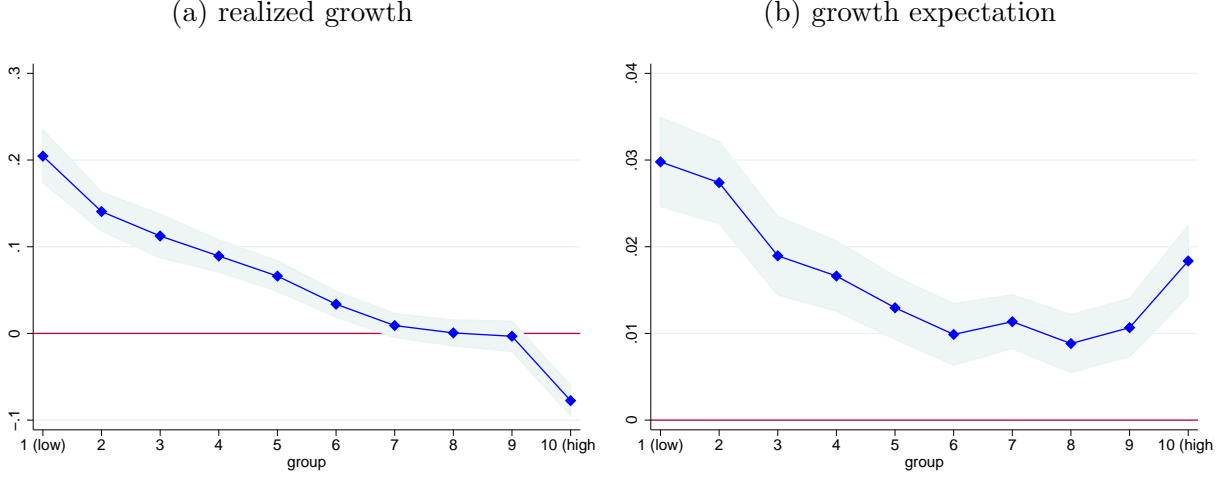 (a) realized growth
.3
.2
.1
0
-.1
1 (low) 2 3 4 5 6 7 8 9 10 (high
group
(b) growth expectation
.04
.03
.02
.01
0
1 (low) 2 3 4 5 6 7 8 9 10 (high
group